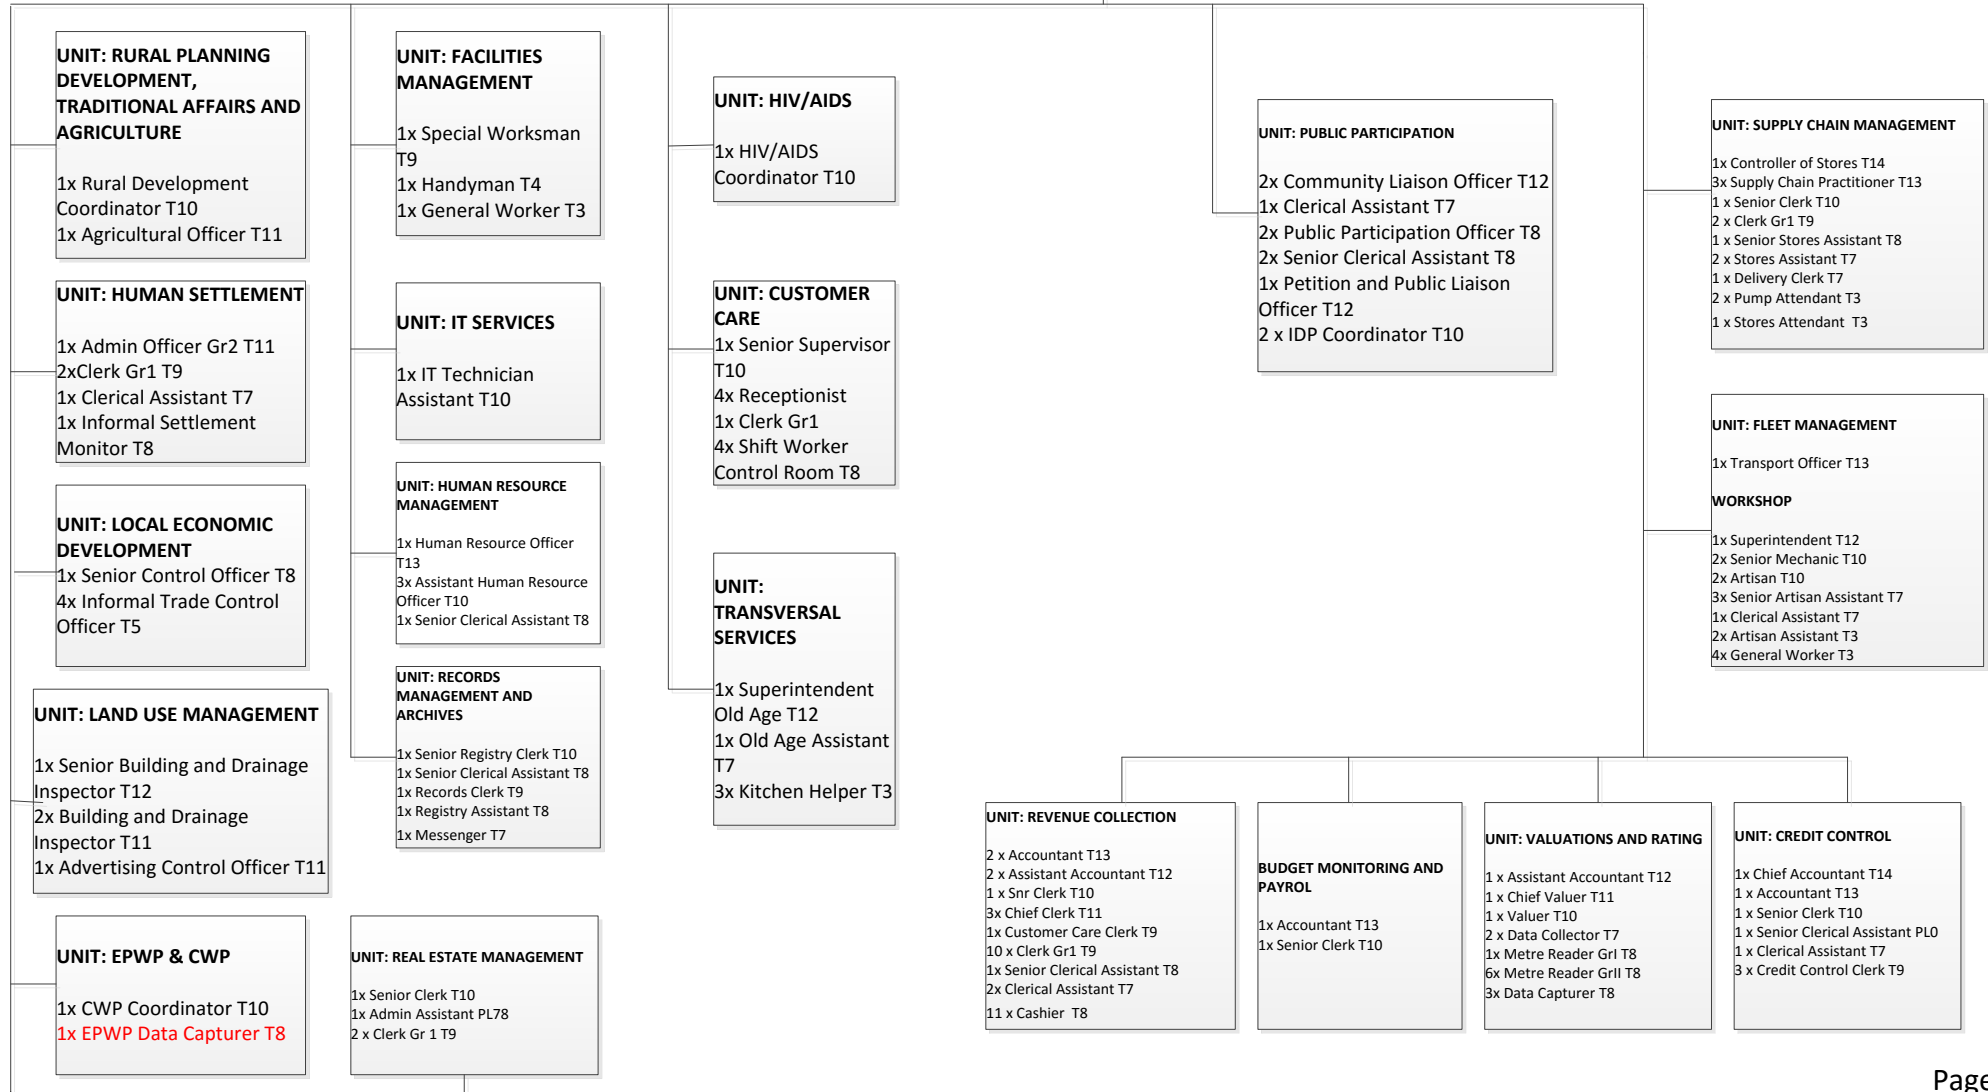 UNIT: RURAL PLANNING
DEVELOPMENT,
TRADITIONAL AFFAIRS AND
AGRICULTURE
1x Rural Development
Coordinator T10
1x Agricultural Officer T11
UNIT: HUMAN SETTLEMENT
1x Admin Officer Gr2 T11
2xClerk Gr1 T9
1x Clerical Assistant T7
1x Informal Settlement
Monitor T8
UNIT: LOCAL ECONOMIC
DEVELOPMENT
1x Senior Control Officer T8
4x Informal Trade Control
Officer T5
UNIT: LAND USE MANAGEMENT
1x Senior Building and Drainage
Inspector T12
2x Building and Drainage
Inspector T11
1x Advertising Control Officer T11
UNIT: EPWP & CWP
1x CWP Coordinator T10
1x EPWP Data Capturer T8
UNIT: FACILITIES
MANAGEMENT
1x Special Worksman
T9
1x Handyman T4
1x General Worker T3
UNIT: IT SERVICES
1x IT Technician
Assistant T10
UNIT: HUMAN RESOURCE
MANAGEMENT
1x Human Resource Officer
T13
3x Assistant Human Resource
Officer T10
1x Senior Clerical Assistant T8
UNIT: RECORDS
MANAGEMENT AND
ARCHIVES
1x Senior Registry Clerk T10
1x Senior Clerical Assistant T8
1x Records Clerk T9
1x Registry Assistant T8
1x Messenger T7
UNIT: REAL ESTATE MANAGEMENT
1x Senior Clerk T10
1x Admin Assistant PL78
2 x Clerk Gr 1 T9
UNIT: HIV/AIDS
1x HIV/AIDS
Coordinator T10
UNIT: CUSTOMER
CARE
1x Senior Supervisor
T10
4x Receptionist
1x Clerk Gr1
4x Shift Worker
Control Room T8
UNIT:
TRANSVERSAL
SERVICES
1x Superintendent
Old Age T12
1x Old Age Assistant
T7
3x Kitchen Helper T3
UNIT: PUBLIC PARTICIPATION
2x Community Liaison Officer T12
1x Clerical Assistant T7
2x Public Participation Officer T8
2x Senior Clerical Assistant T8
1x Petition and Public Liaison
Officer T12
2 x IDP Coordinator T10
UNIT: SUPPLY CHAIN MANAGEMENT
1x Controller of Stores T14
3x Supply Chain Practitioner T13
1 x Senior Clerk T10
2 x Clerk Gr1 T9
1 x Senior Stores Assistant T8
2 x Stores Assistant T7
1 x Delivery Clerk T7
2 x Pump Attendant T3
1 x Stores Attendant T3
UNIT: FLEET MANAGEMENT
1x Transport Officer T13
WORKSHOP
1x Superintendent T12
2x Senior Mechanic T10
2x Artisan T10
3x Senior Artisan Assistant T7
1x Clerical Assistant T7
2x Artisan Assistant T3
4x General Worker T3
UNIT: REVENUE COLLECTION
2 x Accountant T13
2 x Assistant Accountant T12
1 x Snr Clerk T10
3x Chief Clerk T11
1x Customer Care Clerk T9
10 x Clerk Gr1 T9
1x Senior Clerical Assistant T8
2x Clerical Assistant T7
11 x Cashier T8
BUDGET MONITORING AND
PAYROL
1x Accountant T13
1x Senior Clerk T10
UNIT: VALUATIONS AND RATING
1 x Assistant Accountant T12
1 x Chief Valuer T11
1 x Valuer T10
2 x Data Collector T7
1x Metre Reader GrI T8
6x Metre Reader GrII T8
3x Data Capturer T8
UNIT: CREDIT CONTROL
1x Chief Accountant T14
1 x Accountant T13
1 x Senior Clerk T10
1 x Senior Clerical Assistant PL0
1 x Clerical Assistant T7
3 x Credit Control Clerk T9
Page